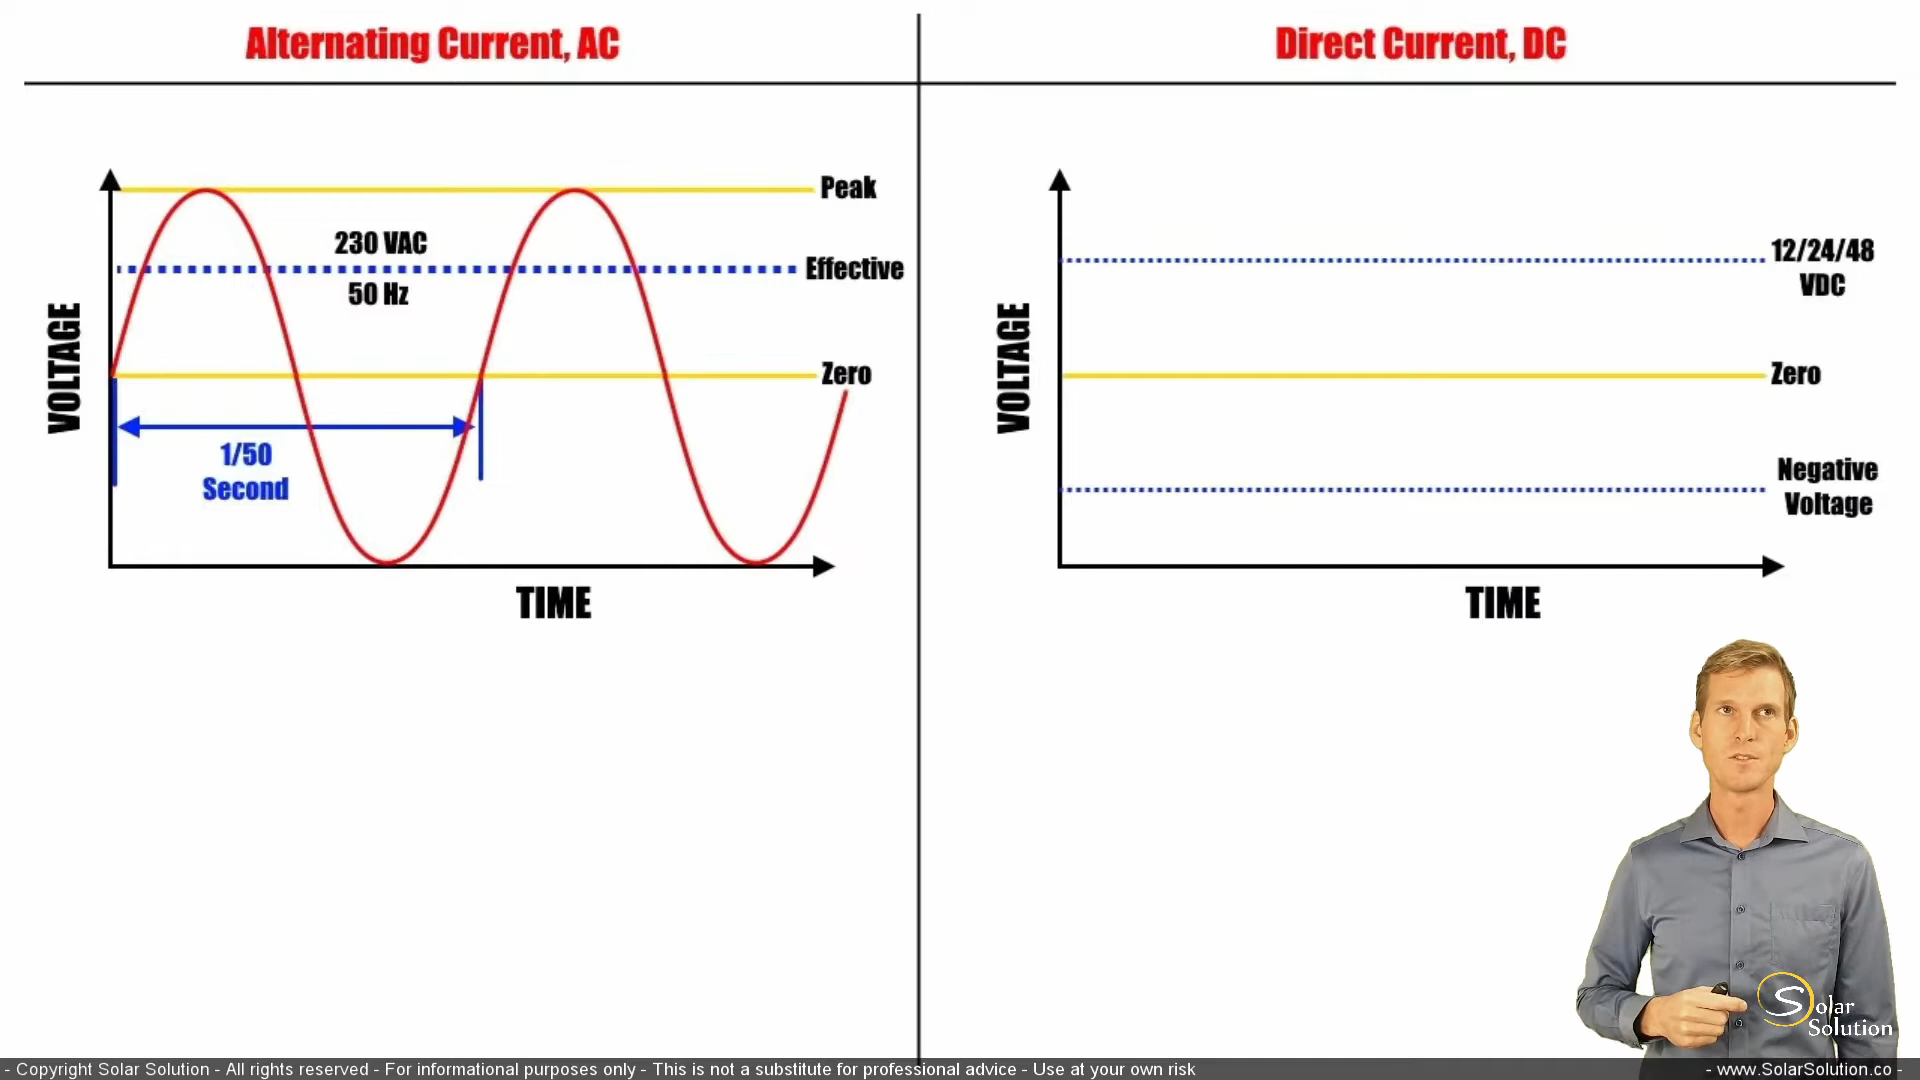 Alternating Current, AC
Direct Current, DC
Peak
230 VAC
Effective
50 Hz
VOLTAGE
Zero
1/50
Second
TIME
12/24/48
VDC
VOLTAGE
Zero
Negative
Voltage
TIME
Solar
Solution
- Copyright Solar Solution - All rights reserved - For informational purposes only - This is not a substitute for professional advice - Use at your own risk
- www.SolarSolution.co -